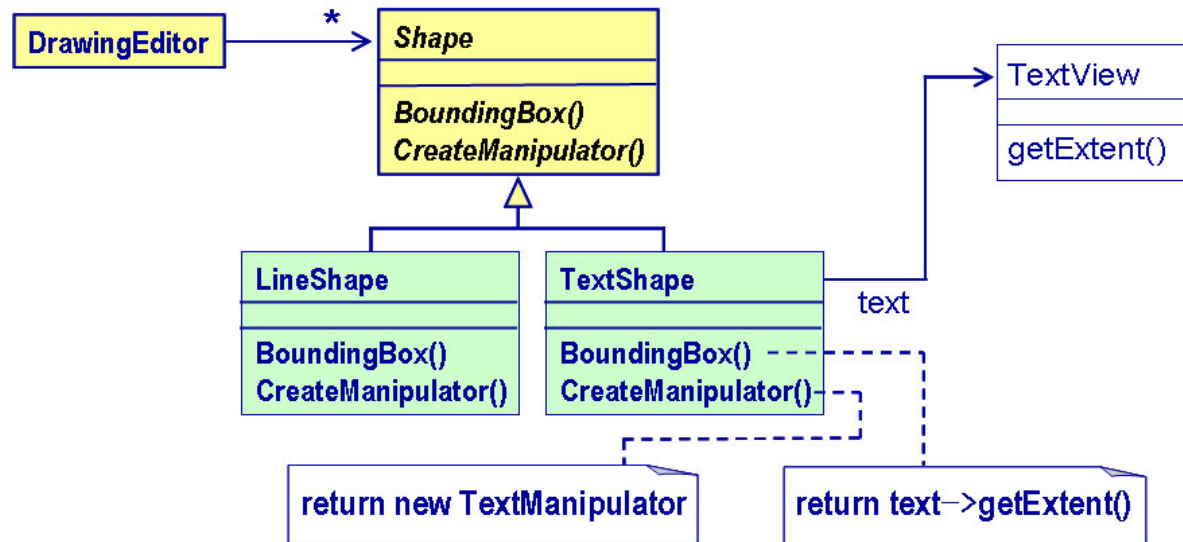 DrawingEditor
*
Shape
BoundingBox()
CreateManipulator()
TextView
getExtent()
LineShape
BoundingBox()
CreateManipulator()
TextShape
BoundingBox()
CreateManipulator()
text
return new TextManipulator
return text->getExtent()